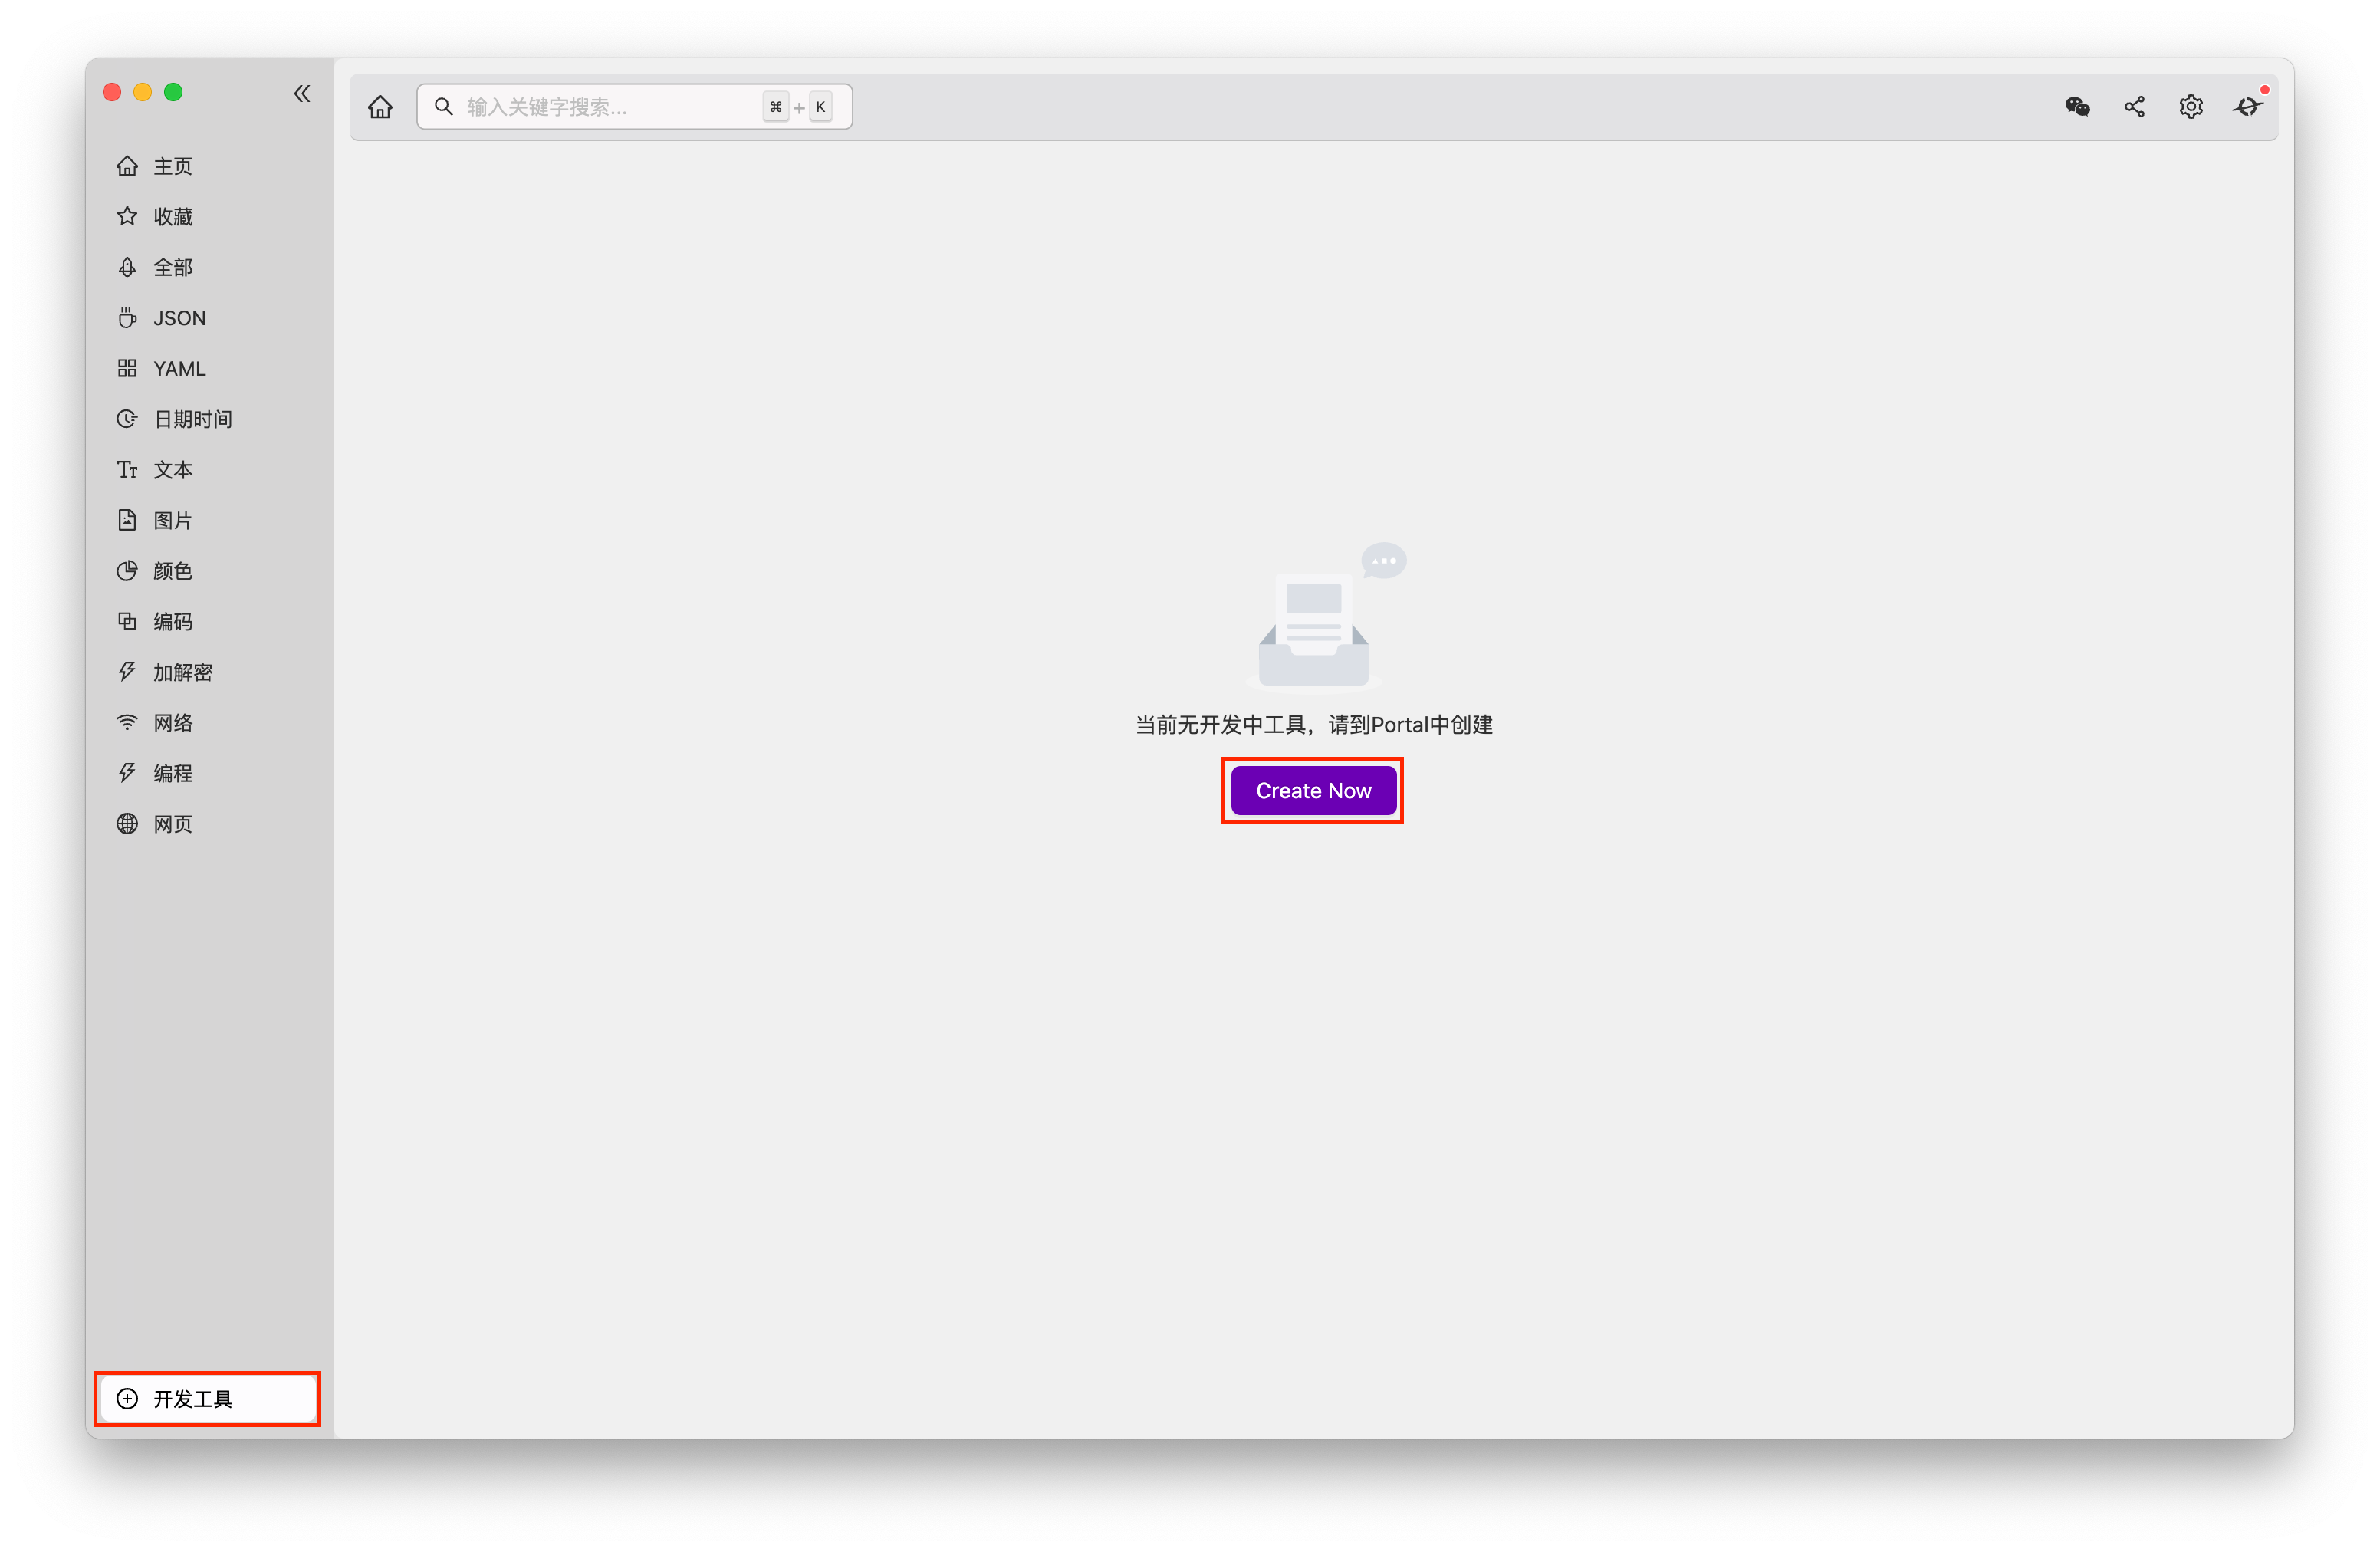 输入关键字搜索...
⌘ + K
主页
收藏
全部
JSON
YAML
日期时间
文本
图片
颜色
编码
加解密
网络
编程
网页
当前无开发中工具，请到Portal中创建
Create Now
开发工具